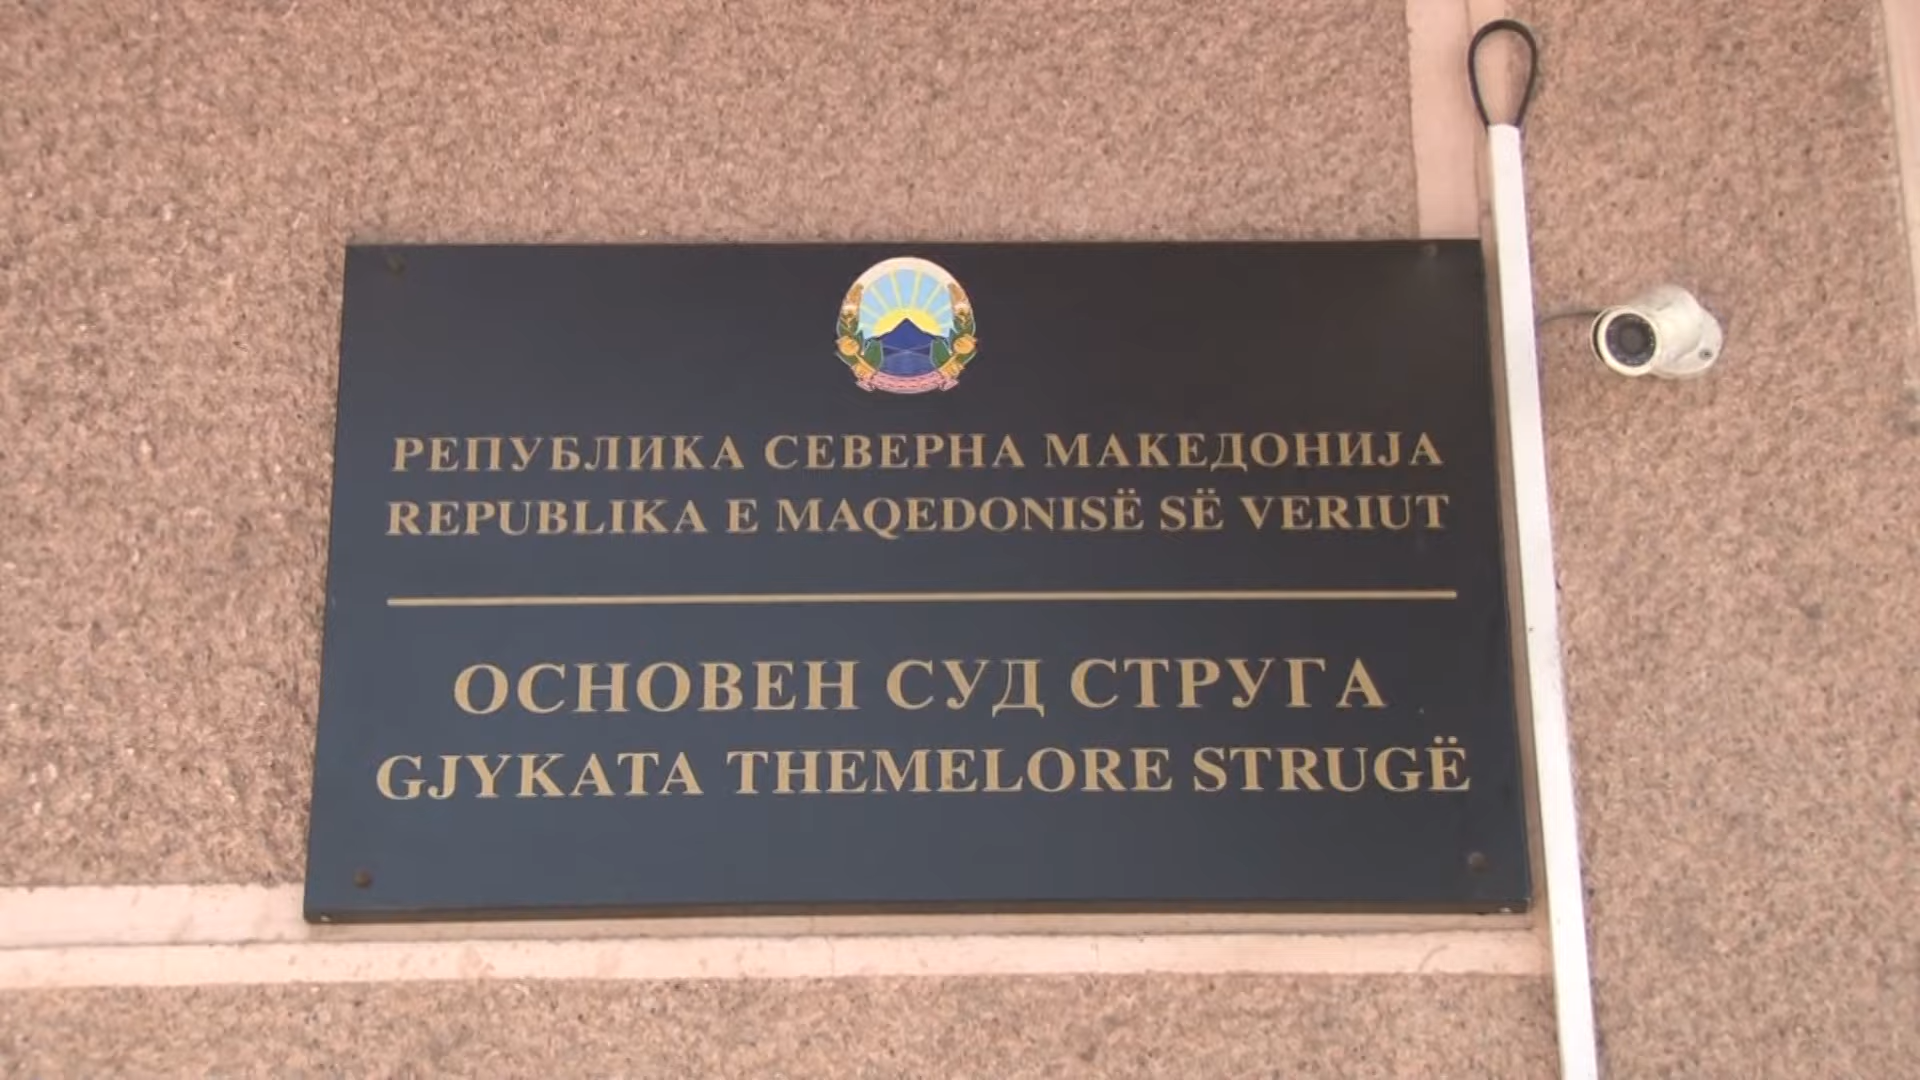 РЕПУБЛИКА СЕВЕРНА МАКЕДОНИЈА
REPUBLIKA E MAQEDONISË SË VERIUT
ОСНОВЕН СУД СТРУГА
GJYKATA THEMELORE STRUGË